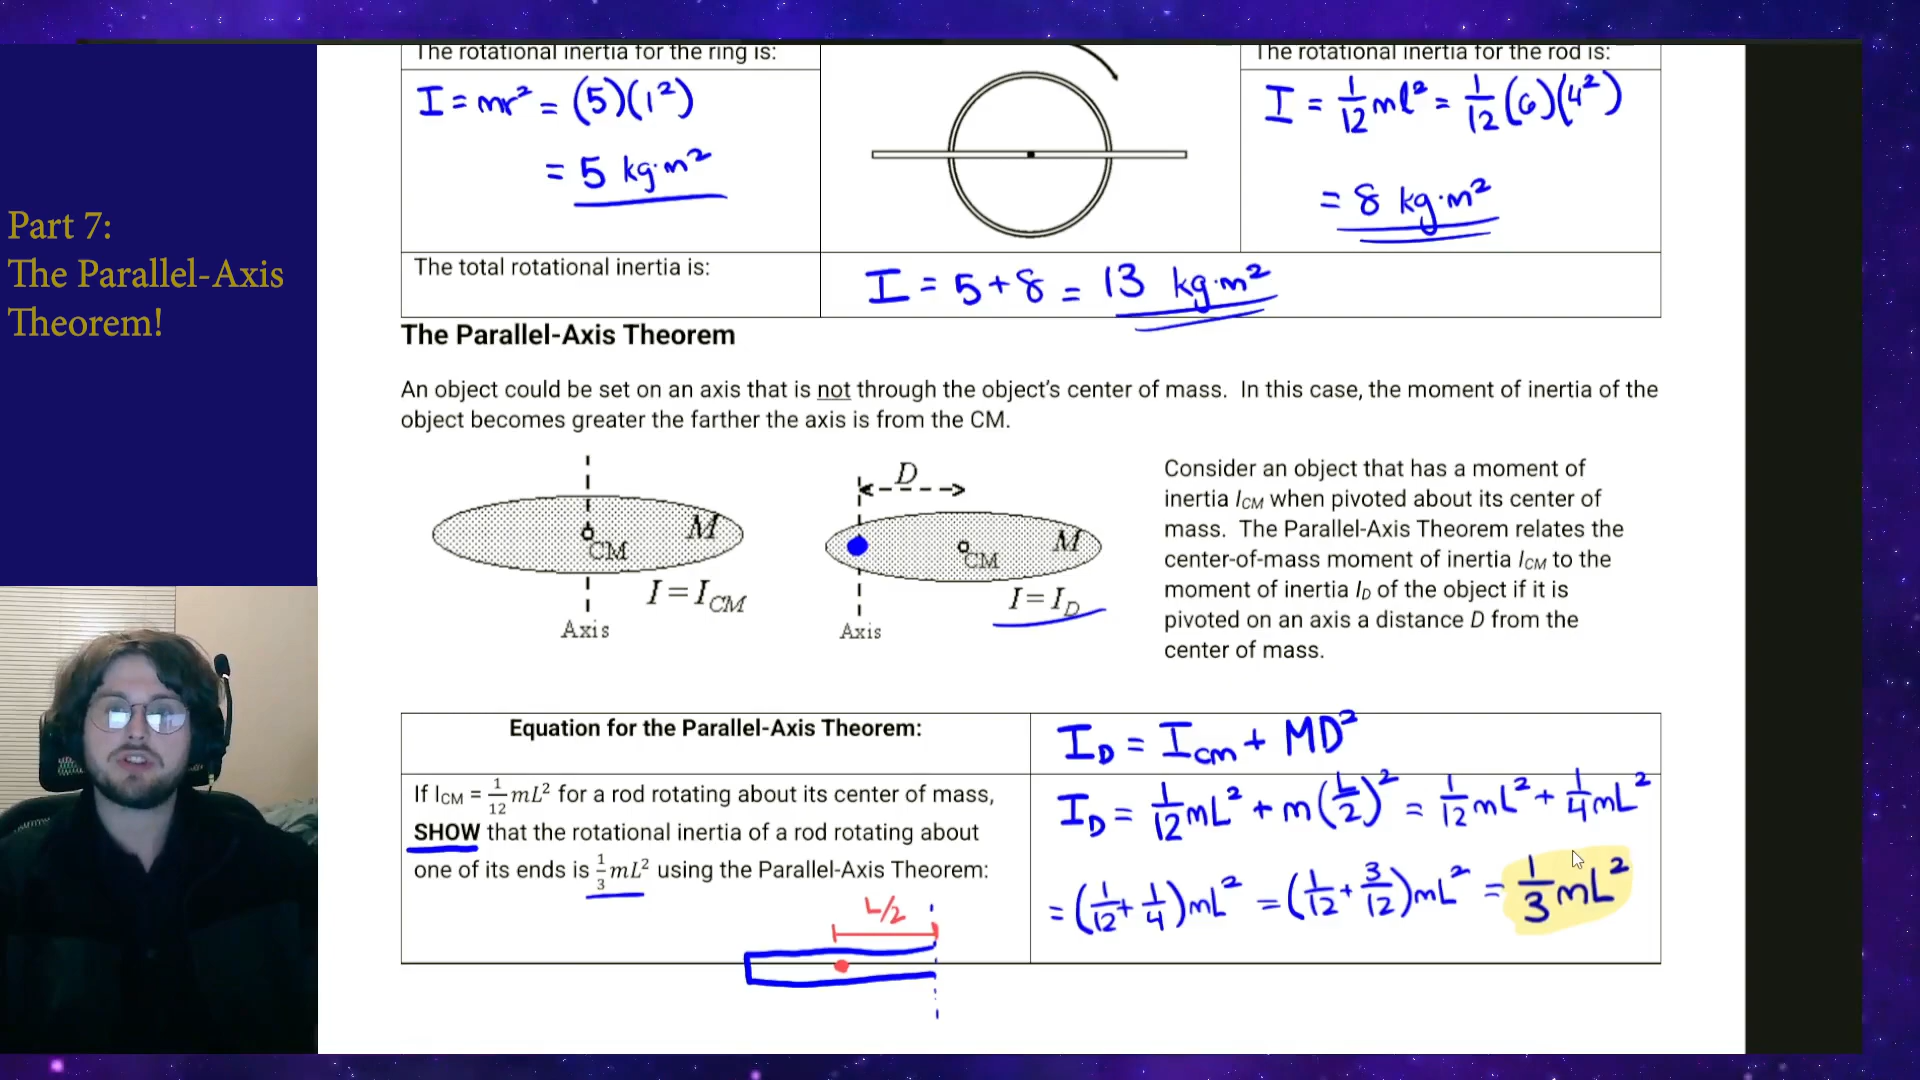 Part 7:
The Parallel-Axis
Theorem!
The rotational inertia for the ring is:
I = mr² = (5)(1²)
= 5 kg·m²
The rotational inertia for the rod is:
I = 1/12 ml² = 1/12 (6)(4²)
= 8 kg·m²
The total rotational inertia is:
I = 5 + 8 = 13 kg·m²
The Parallel-Axis Theorem
An object could be set on an axis that is not through the object's center of mass. In this case, the moment of inertia of the
object becomes greater the farther the axis is from the CM.
CM
M
I = I_CM
Axis
D
CM
M
I = I_D
Axis
Consider an object that has a moment of
inertia I_CM when pivoted about its center of
mass. The Parallel-Axis Theorem relates the
center-of-mass moment of inertia I_CM to the
moment of inertia I_D of the object if it is
pivoted on an axis a distance D from the
center of mass.
Equation for the Parallel-Axis Theorem:
I_D = I_cm + MD²
If I_CM = 1/12 mL² for a rod rotating about its center of mass,
SHOW that the rotational inertia of a rod rotating about
one of its ends is 1/3 mL² using the Parallel-Axis Theorem:
L/2
I_D = 1/12 mL² + m(L/2)² = 1/12 mL² + 1/4 mL²
= (1/12 + 1/4)mL² = (1/12 + 3/12)mL² = 1/3 mL²